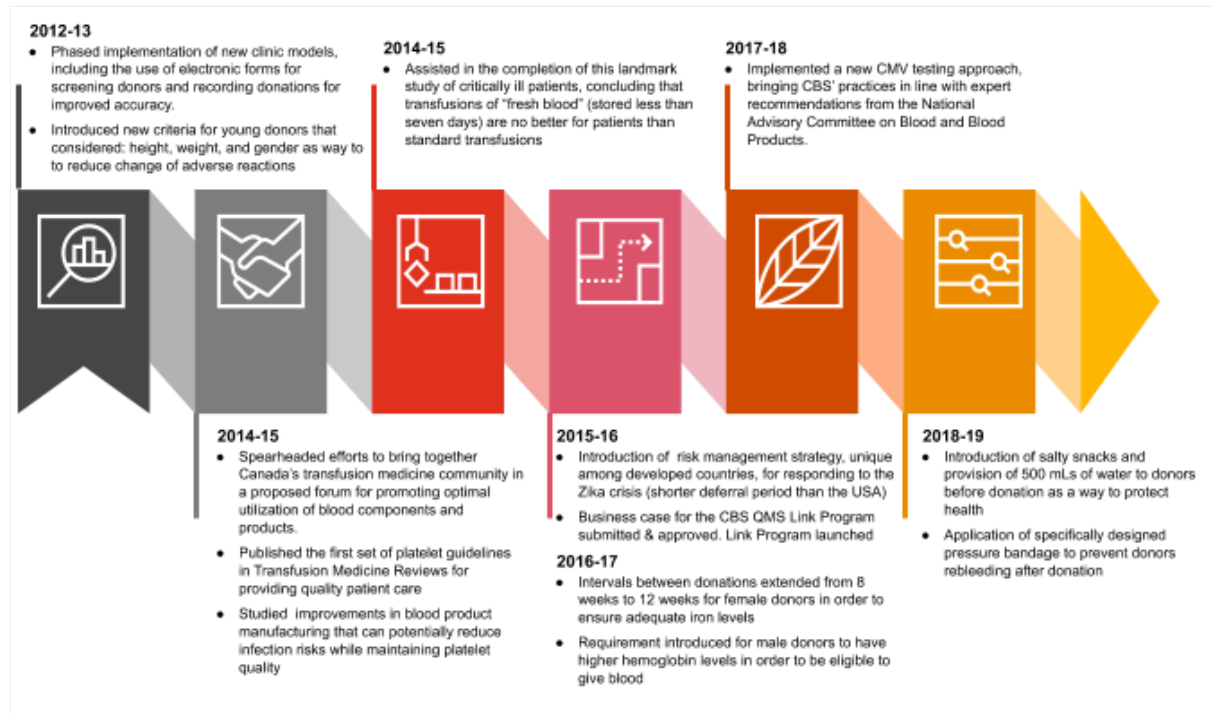 2012-13
● Phased implementation of new clinic models,
including the use of electronic forms for
screening donors and recording donations for
improved accuracy.
● Introduced new criteria for young donors that
considered: height, weight, and gender as way to
to reduce change of adverse reactions
2014-15
● Spearheaded efforts to bring together
Canada's transfusion medicine community in
a proposed forum for promoting optimal
utilization of blood components and
products.
● Published the first set of platelet guidelines
in Transfusion Medicine Reviews for
providing quality patient care
● Studied improvements in blood product
manufacturing that can potentially reduce
infection risks while maintaining platelet
quality
2014-15
● Assisted in the completion of this landmark
study of critically ill patients, concluding that
transfusions of “fresh blood” (stored less than
seven days) are no better for patients than
standard transfusions
2015-16
● Introduction of risk management strategy, unique
among developed countries, for responding to the
Zika crisis (shorter deferral period than the USA)
● Business case for the CBS QMS Link Program
submitted & approved. Link Program launched
2016-17
● Intervals between donations extended from 8
weeks to 12 weeks for female donors in order to
ensure adequate iron levels
● Requirement introduced for male donors to have
higher hemoglobin levels in order to be eligible to
give blood
2017-18
● Implemented a new CMV testing approach,
bringing CBS' practices in line with expert
recommendations from the National
Advisory Committee on Blood and Blood
Products.
2018-19
● Introduction of salty snacks and
provision of 500 mLs of water to donors
before donation as a way to protect
health
● Application of specifically designed
pressure bandage to prevent donors
rebleeding after donation